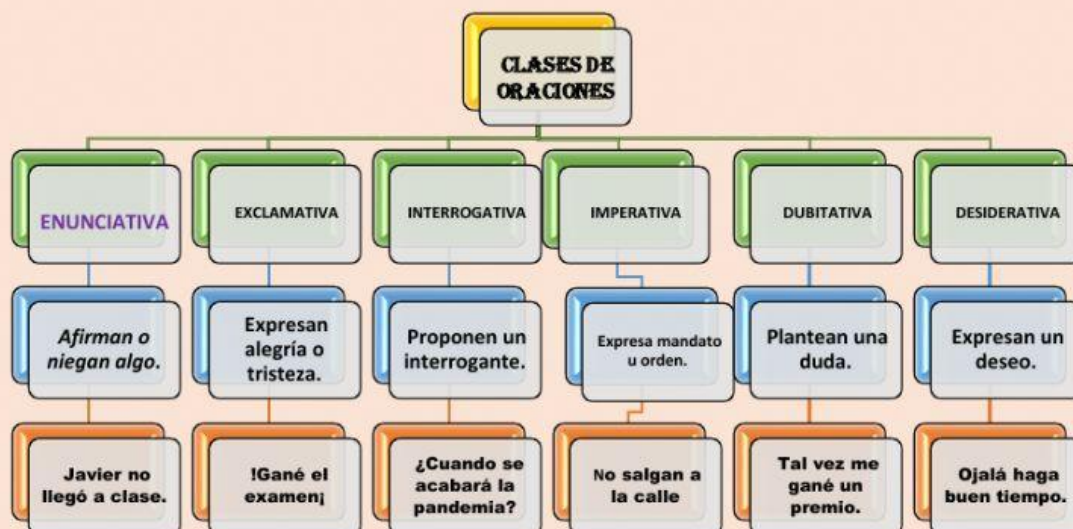 CLASES DE
ORACIONES
ENUNCIATIVA
EXCLAMATIVA
INTERROGATIVA
IMPERATIVA
DUBITATIVA
DESIDERATIVA
Afirman o
niegan algo.
Expresan
alegría o
tristeza.
Proponen un
interrogante.
Expresa mandato
u orden.
Plantean una
duda.
Expresan un
deseo.
Javier no
llegó a clase.
!Gané el
examen¡
¿Cuando se
acabará la
pandemia?
No salgan a
la calle
Tal vez me
gané un
premio.
Ojalá haga
buen tiempo.